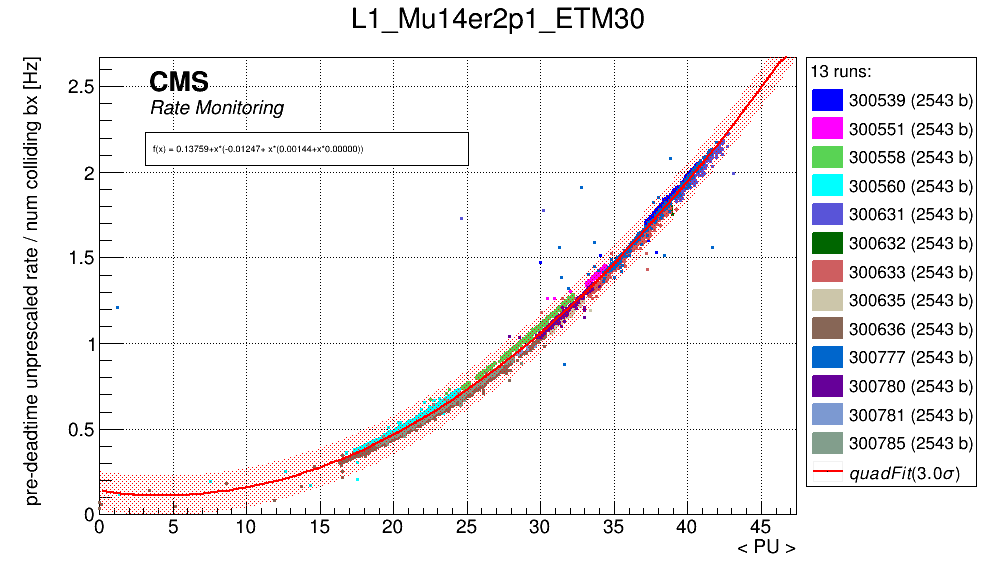 L1_Mu14er2p1_ETM30
pre-deadtime unprescaled rate / num colliding bx [Hz]
CMS
Rate Monitoring
f(x) = 0.13759+x*(-0.01247+ x*(0.00144+x*0.00000))
2.5
2
1.5
1
0.5
0
0 5 10 15 20 25 30 35 40 45
< PU >
13 runs:
300539 (2543 b)
300551 (2543 b)
300558 (2543 b)
300560 (2543 b)
300631 (2543 b)
300632 (2543 b)
300633 (2543 b)
300635 (2543 b)
300636 (2543 b)
300777 (2543 b)
300780 (2543 b)
300781 (2543 b)
300785 (2543 b)
quadFit(3.0σ)